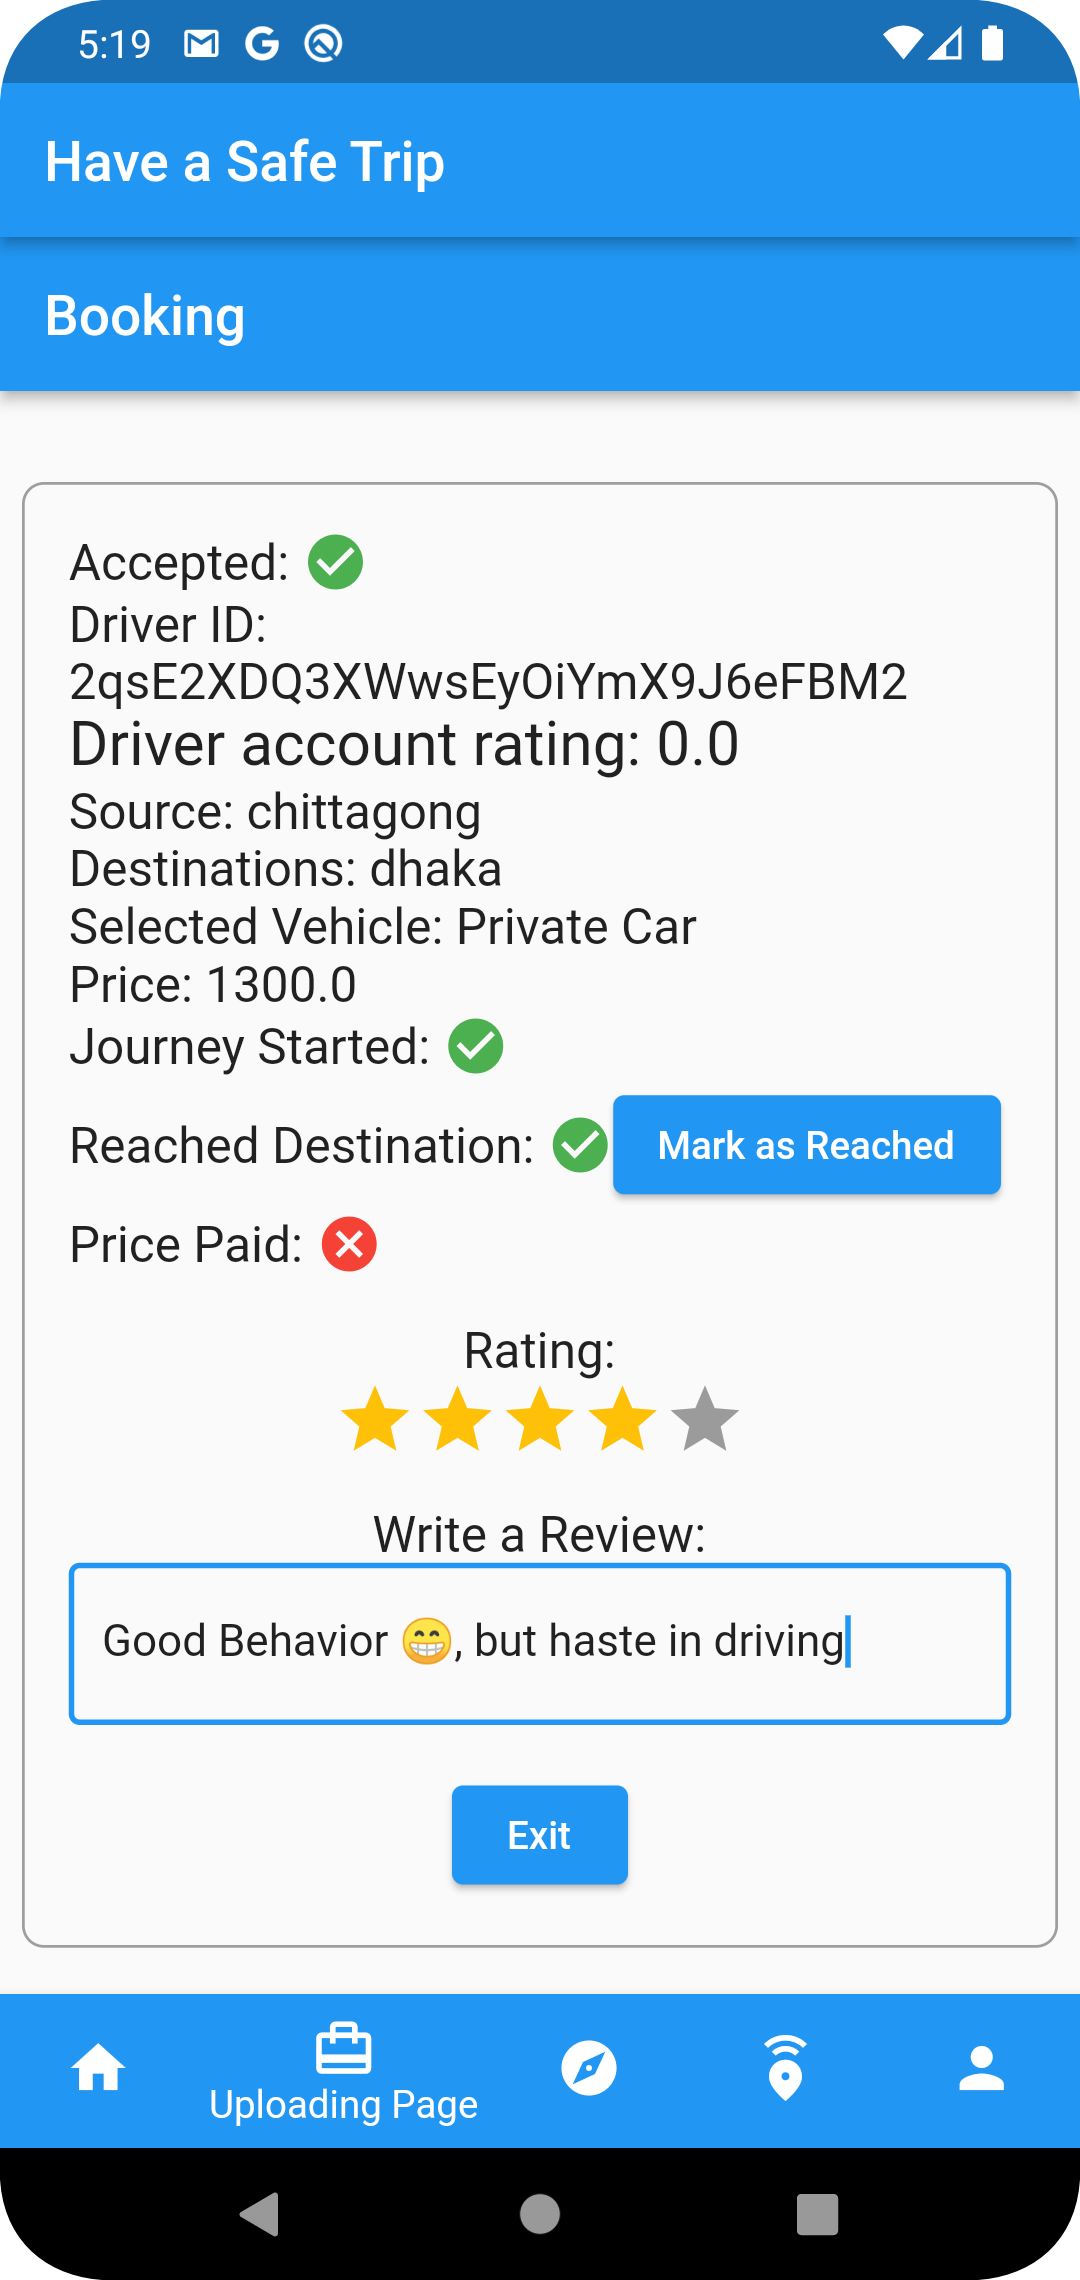 5:19
Have a Safe Trip
Booking
Accepted:
Driver ID:
2qsE2XDQ3XWwsEyOiYmX9J6eFBM2
Driver account rating: 0.0
Source: chittagong
Destinations: dhaka
Selected Vehicle: Private Car
Price: 1300.0
Journey Started:
Reached Destination: Mark as Reached
Price Paid:
Rating:
Write a Review:
Good Behavior 😁, but haste in driving
Exit
Uploading Page